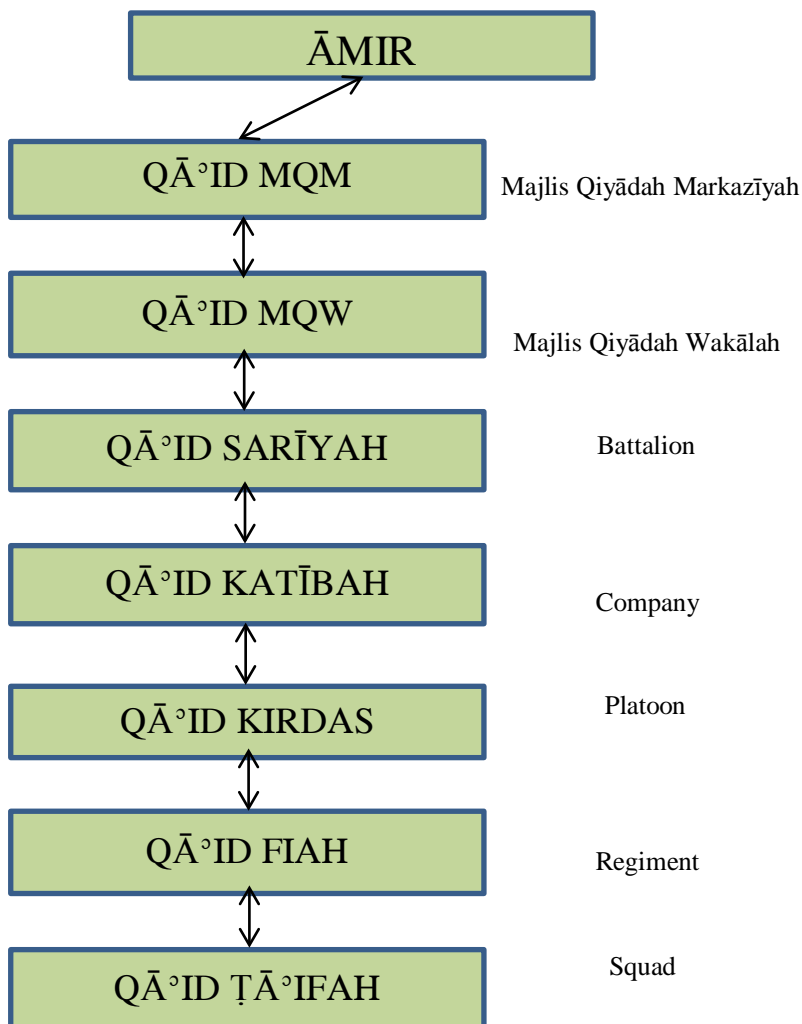 ĀMIR
QĀʾID MQM
Majlis Qiyādah Markazīyah
QĀʾID MQW
Majlis Qiyādah Wakālah
QĀʾID SARĪYAH
Battalion
QĀʾID KATĪBAH
Company
QĀʾID KIRDAS
Platoon
QĀʾID FIAH
Regiment
QĀʾID ṬĀʾIFAH
Squad